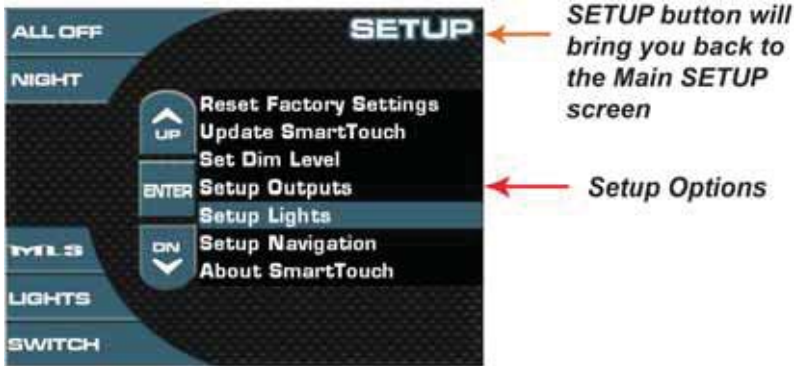 ALL OFF
NIGHT
SETUP
SETUP button will
bring you back to
the Main SETUP
screen
UP
ENTER
DN
Reset Factory Settings
Update SmartTouch
Set Dim Level
Setup Outputs
Setup Lights
Setup Navigation
About SmartTouch
Setup Options
MLS
LIGHTS
SWITCH